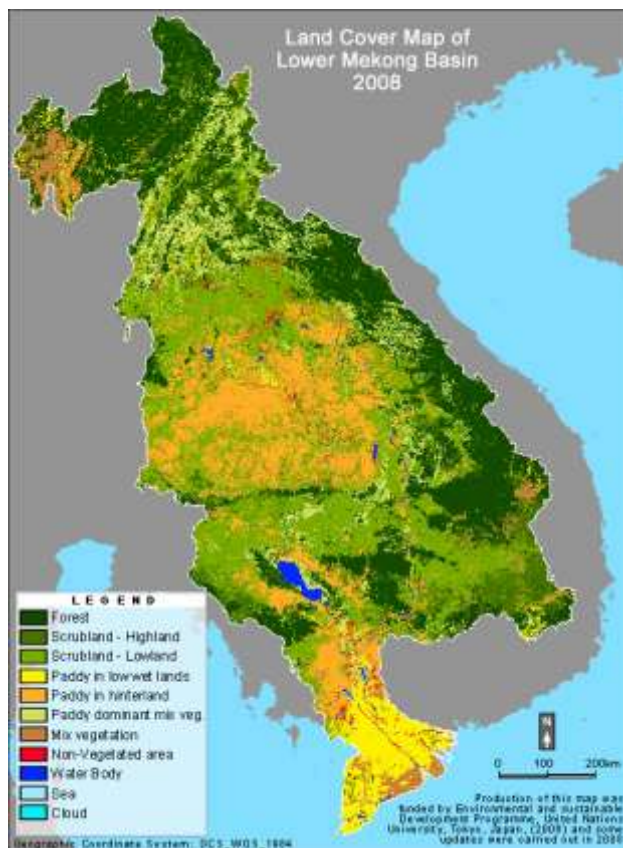 Land Cover Map of
Lower Mekong Basin
2008
LEGEND
Forest
Scrubland - Highland
Scrubland - Lowland
Paddy in low wet lands
Paddy in hinterland
Paddy dominant mix veg.
Mix vegetation
Non-Vegetated area
Water Body
Sea
Cloud
N
0 100 200km
Production of this map was
funded by Environmental and sustainable
Development Programme, United Nations
University, Tokyo, Japan, (2008) and some
updates were carried out in
Geographic Coordinate System: GCS_WGS_1984